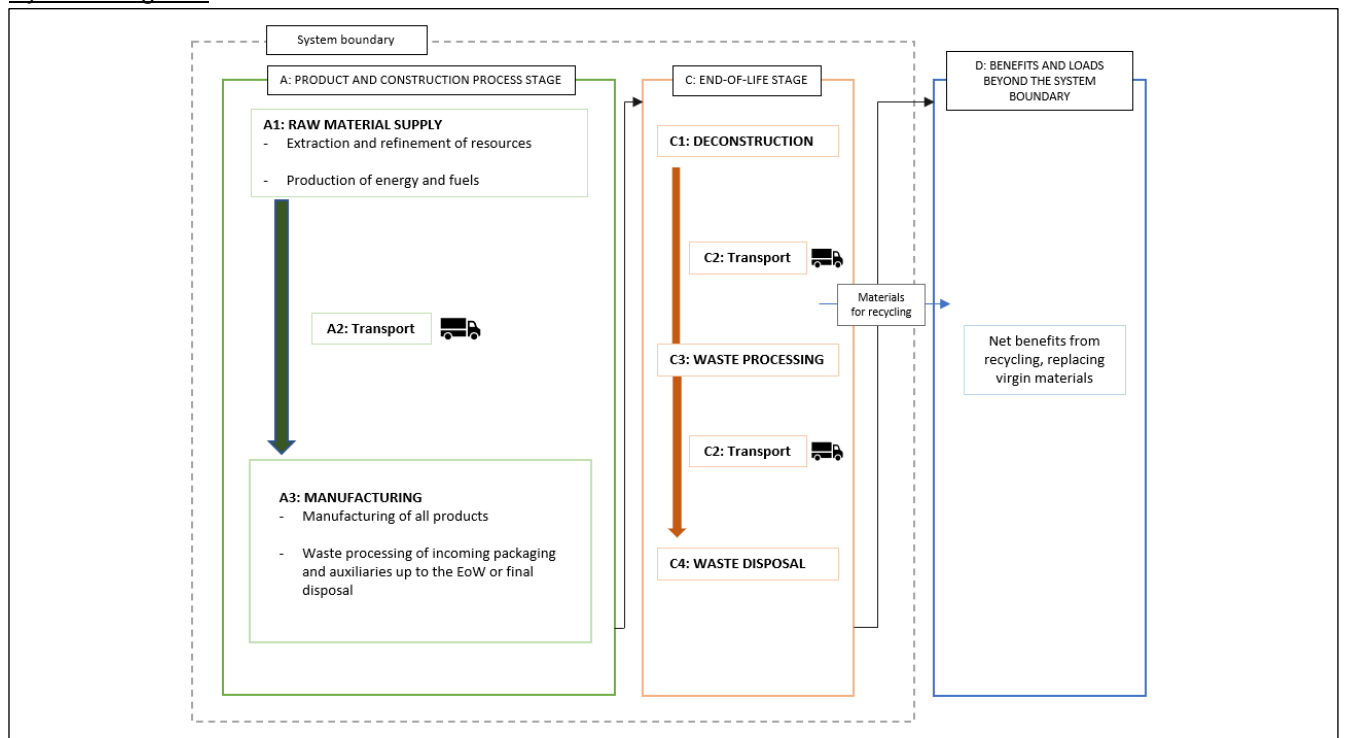 System boundary
A: PRODUCT AND CONSTRUCTION PROCESS STAGE
A1: RAW MATERIAL SUPPLY
- Extraction and refinement of resources
- Production of energy and fuels
A2: Transport
A3: MANUFACTURING
- Manufacturing of all products
- Waste processing of incoming packaging
and auxiliaries up to the EoW or final
disposal
C: END-OF-LIFE STAGE
C1: DECONSTRUCTION
C2: Transport
C3: WASTE PROCESSING
C2: Transport
C4: WASTE DISPOSAL
Materials
for recycling
D: BENEFITS AND LOADS
BEYOND THE SYSTEM
BOUNDARY
Net benefits from
recycling, replacing
virgin materials